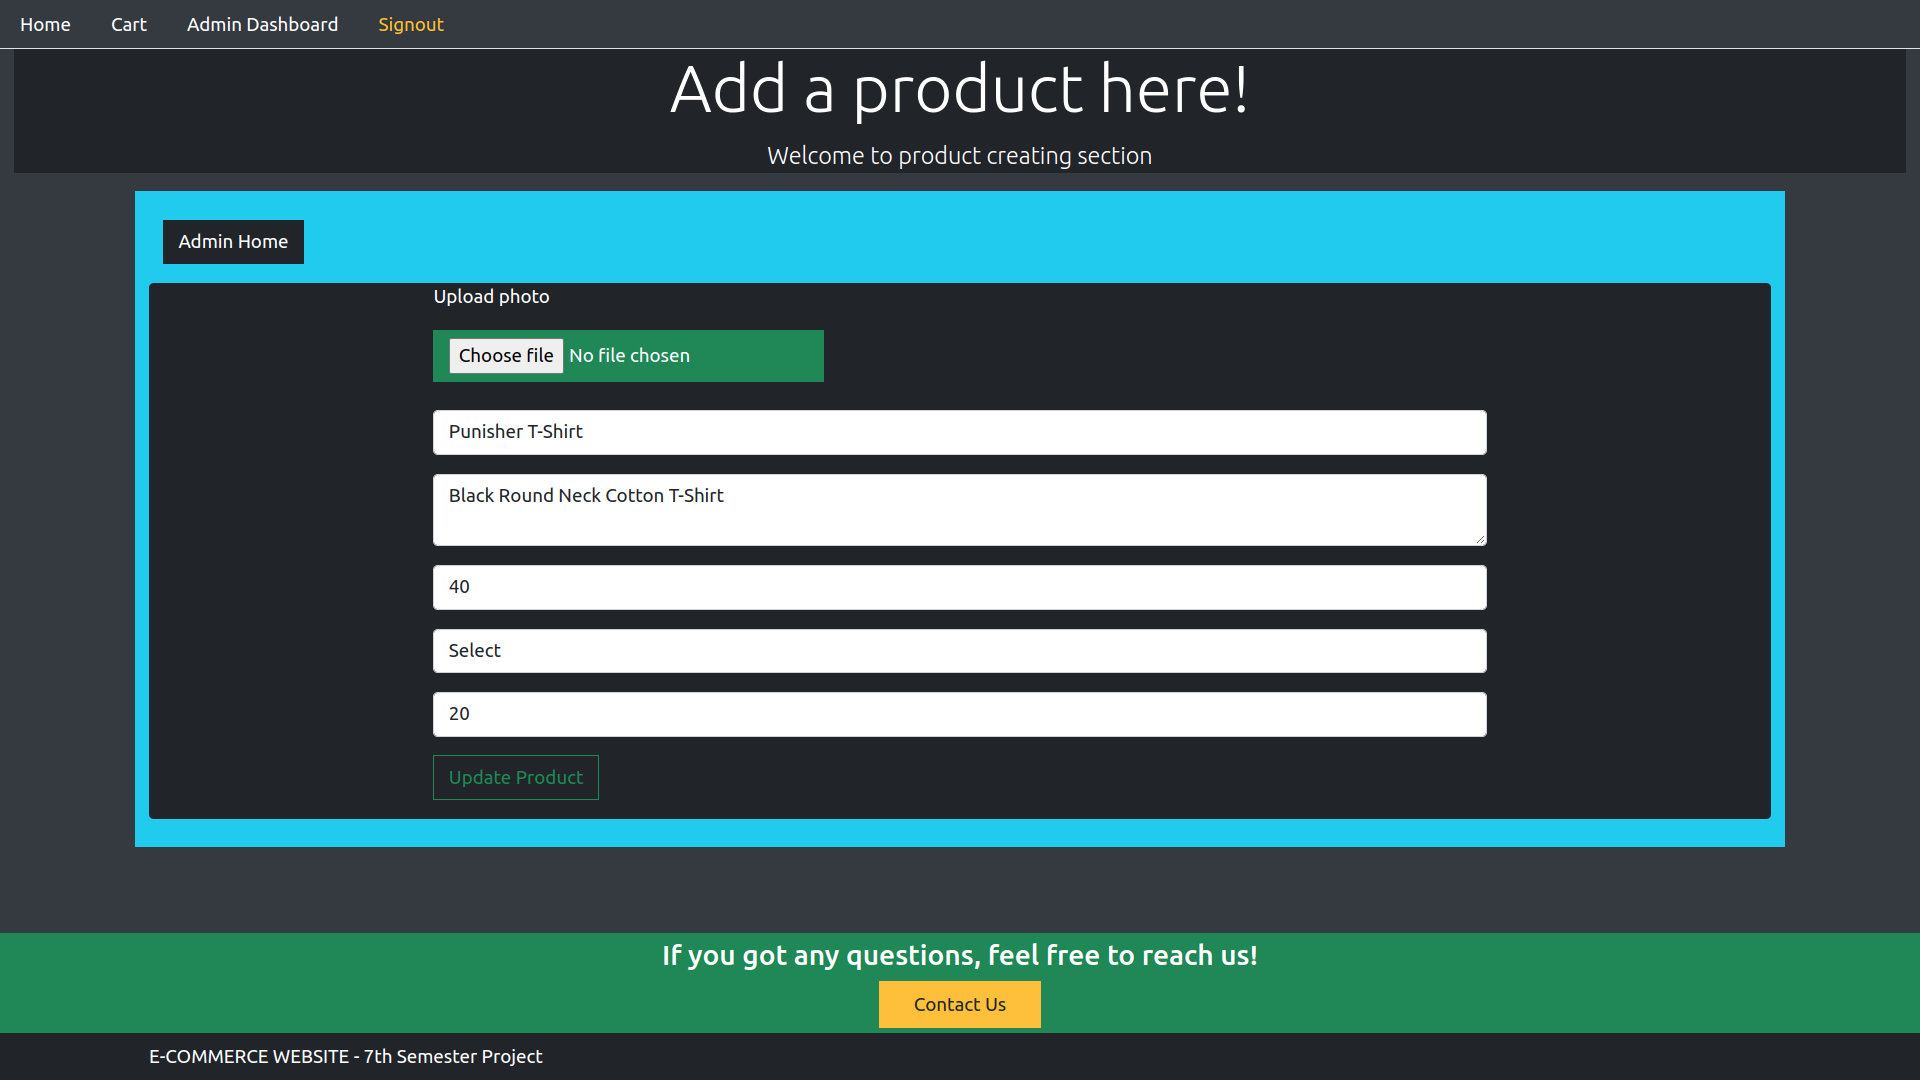 Home Cart Admin Dashboard Signout
Add a product here!
Welcome to product creating section
Admin Home
Upload photo
Choose file No file chosen
Punisher T-Shirt
Black Round Neck Cotton T-Shirt
40
Select
20
Update Product
If you got any questions, feel free to reach us!
Contact Us
E-COMMERCE WEBSITE - 7th Semester Project